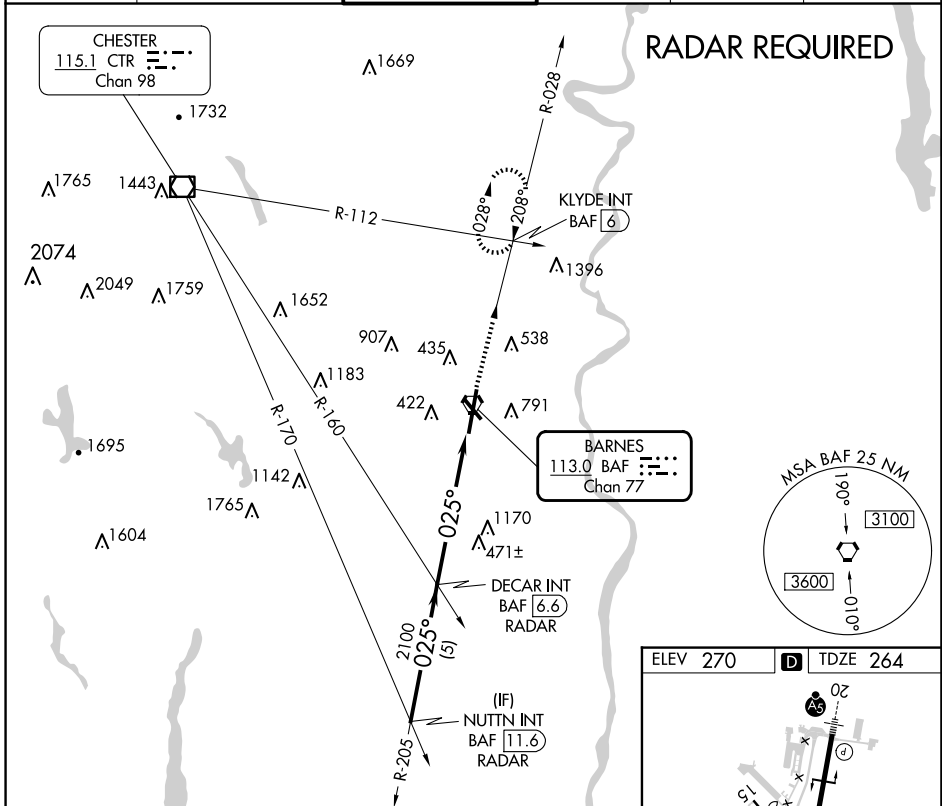 RADAR REQUIRED
CHESTER
115.1 CTR
Chan 98
1669
1732
R-028
1765
1443
R-112
028°
208°
KLYDE INT
BAF 6
2074
2049
1759
1396
1652
907
435
538
1183
R-160
422
791
R-170
BARNES
113.0 BAF
Chan 77
1695
1142
1765
025°
1170
471±
1604
MSA BAF 25 NM
190°
3100
3600
010°
DECAR INT
BAF 6.6
RADAR
2100
025°
(5)
(IF)
NUTTN INT
BAF 11.6
RADAR
R-205
ELEV 270
D
TDZE 264
20
A5
P
15